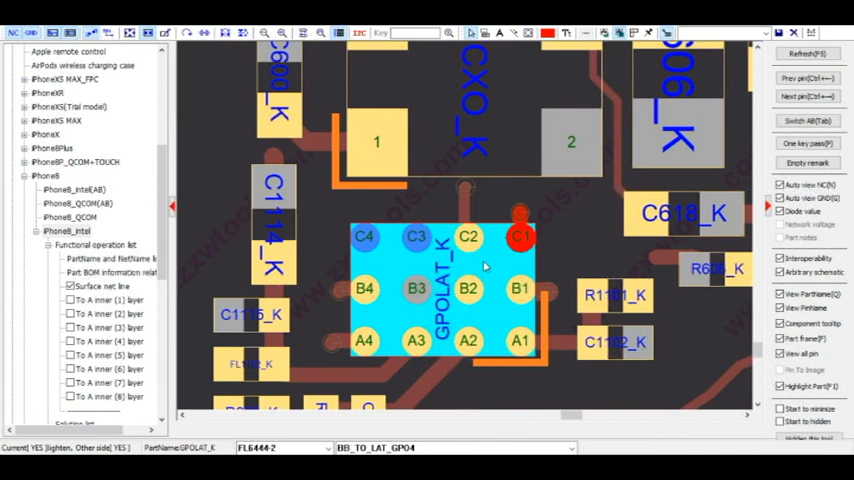 NC
I2C
Key
A
T:
Apple remote control
AirPods wireless charging case
iPhoneXS MAX_FPC
iPhoneXR
iPhoneXS(Trial model)
iPhoneXS MAX
iPhoneX
iPhone8Plus
iPhone8P_QCOM+TOUCH
iPhone8
iPhone8_intel(AB)
iPhone8_QCOM(AB)
iPhone8_QCOM
iPhone8_intel
Functional operation list
PartName and NetName li
Part BOM information rela
Surface net line
To A inner (1) layer
To A inner (2) layer
To A inner (3) layer
To A inner (4) layer
To A inner (5) layer
To A inner (6) layer
To A inner (7) layer
To A inner (8) layer
C600_K
CXO_K
S06_K
1
2
C1114_K
C618_K
C4 C3 C2 C1
R606_K
B4 B3 B2 B1
GPOLAT_K
R1101_K
C1115_K
A4 A3 A2 A1
C1102_K
FL1102_K
Refresh(F5)
Prev pin(Ctrl+←)
Next pin(Ctrl+→)
Switch AB(Tab)
One key pass(F)
Empty remark
Auto view NC(N)
Auto view GND(G)
Diode value
Network voltage
Part notes
Interoperability
Arbitrary schematic
View PartName(Q)
View PinName
Component tooltip
Part frame(F)
View all pin
Pin To Image
Highlight Part(F1)
Start to minimize
Start to hidden
Current[ YES ]lighten, Other side[ YES ]
PartName:GPOLAT_K
FL6444-2
BB_TO_LAT_GPO4